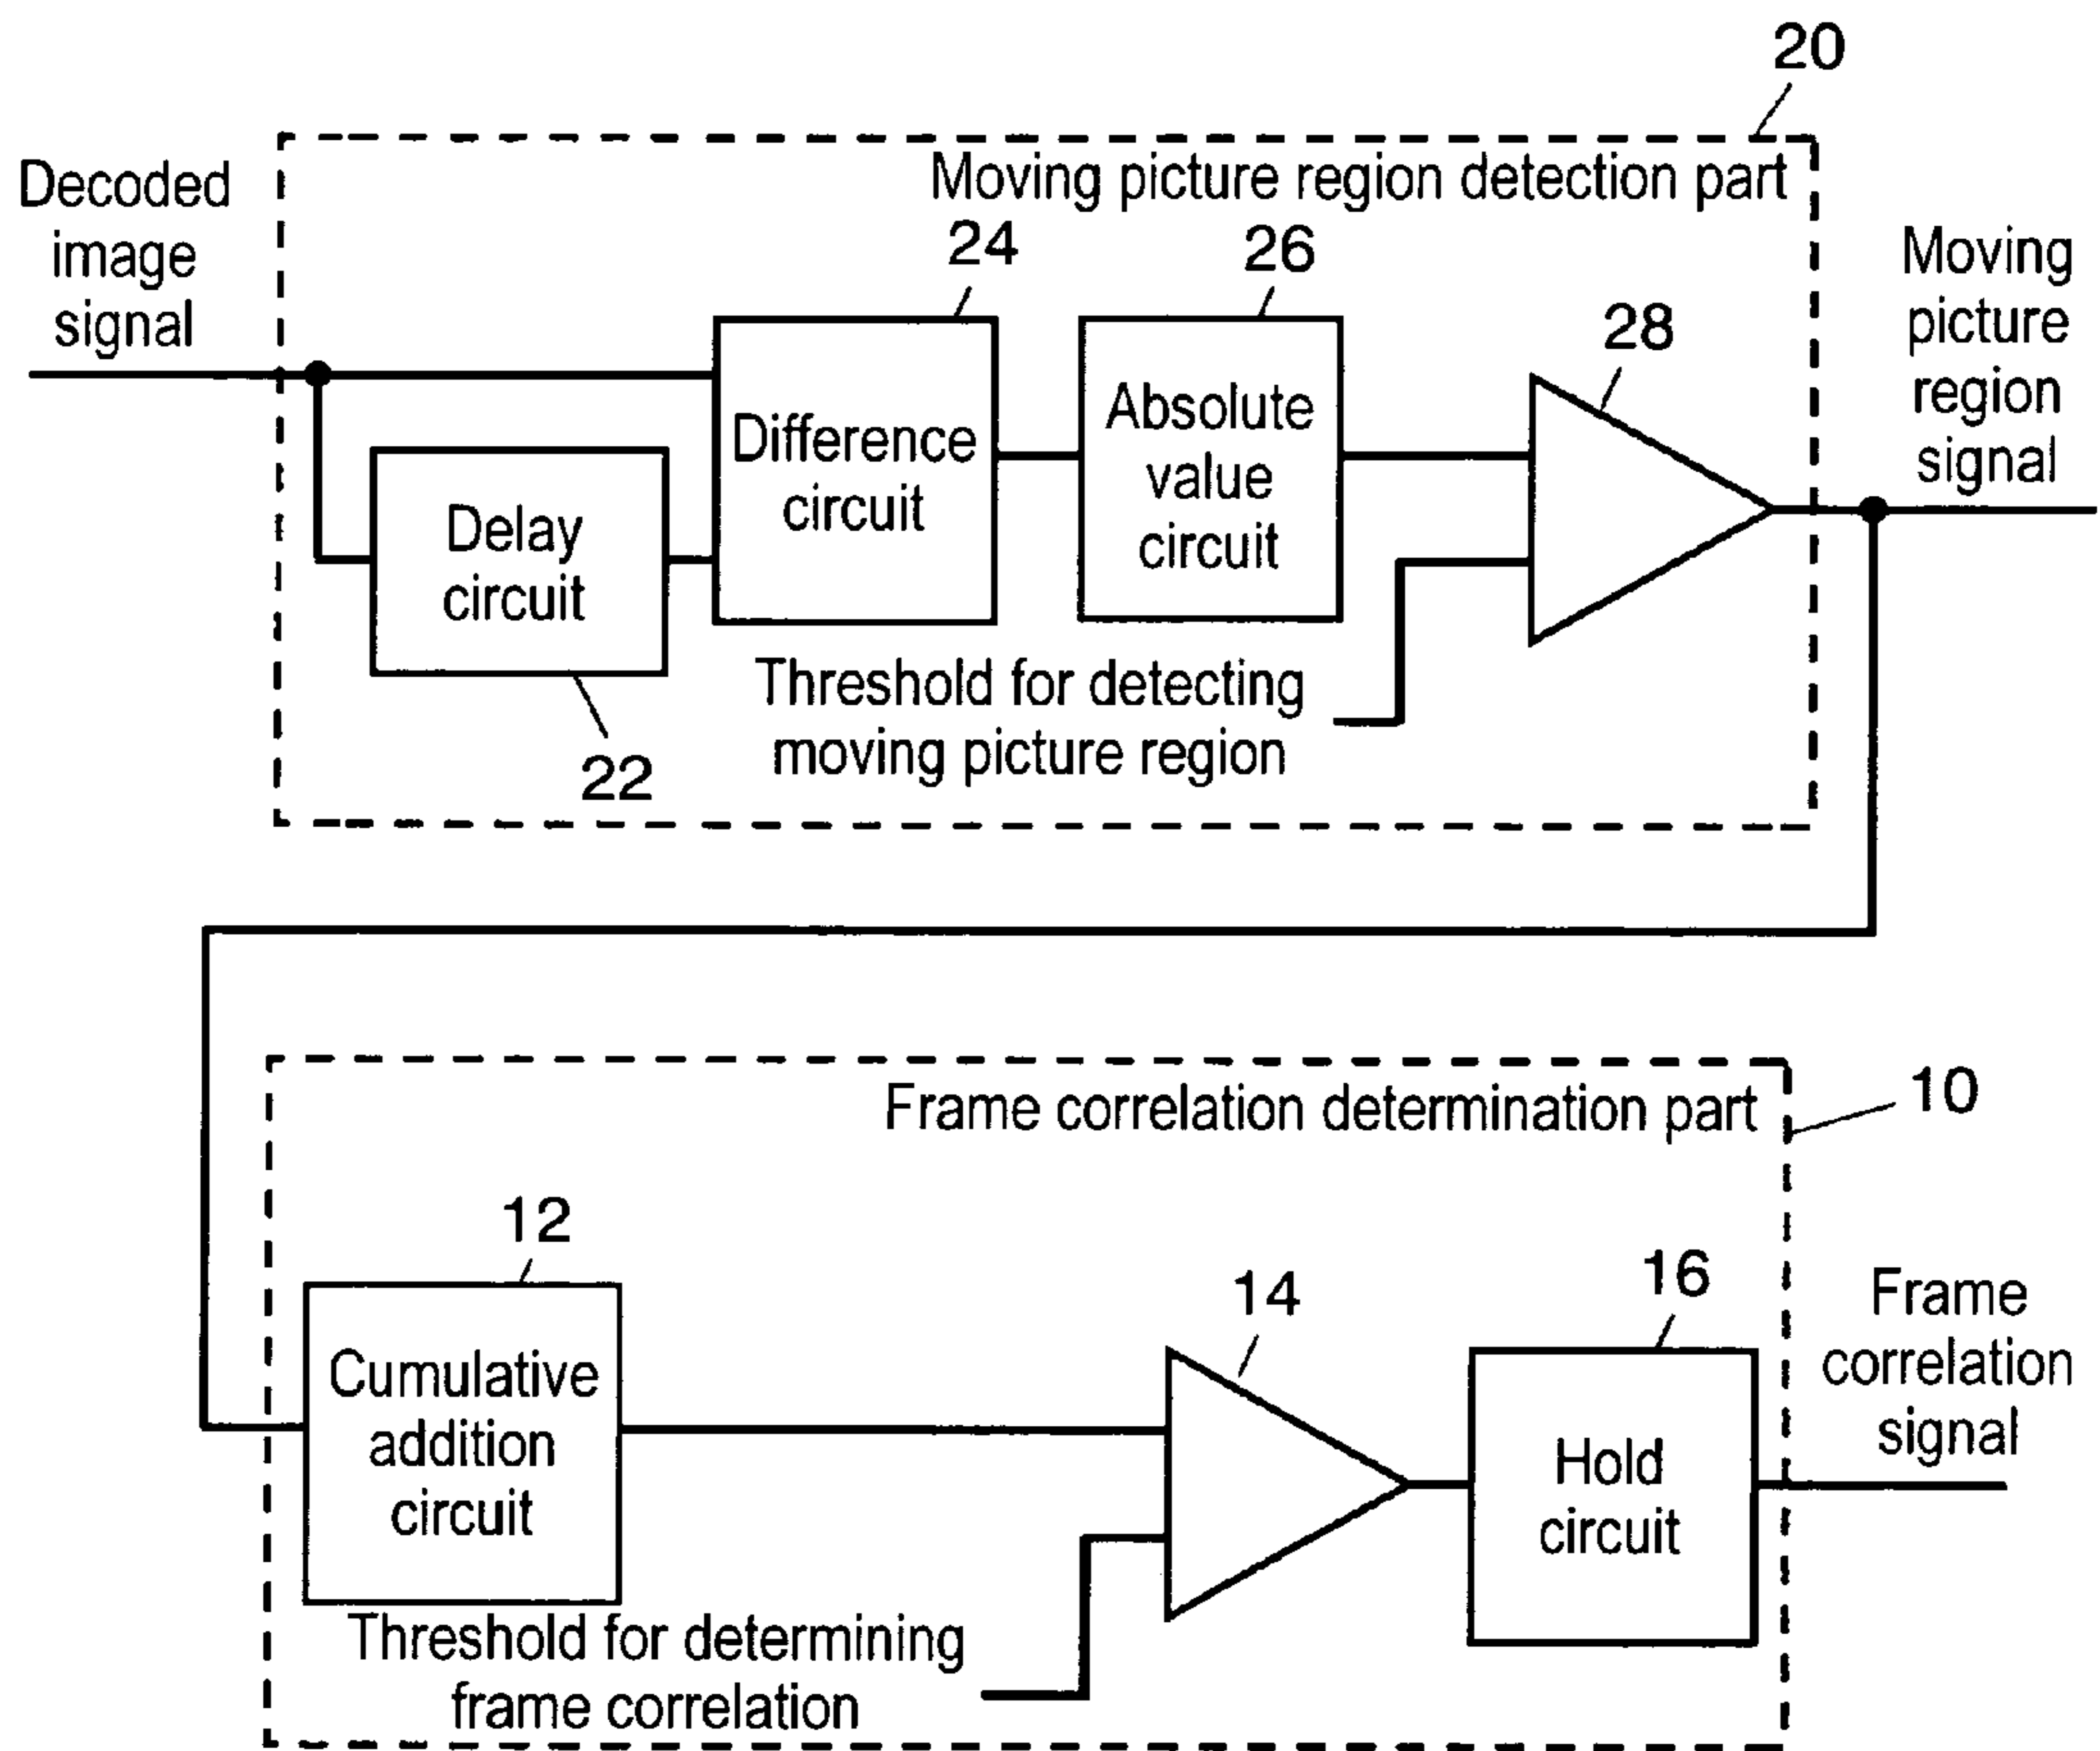 20
Decoded
image
signal
Moving picture region detection part
24
26
28
Moving
picture
region
signal
Difference
circuit
Absolute
value
circuit
Delay
circuit
22
Threshold for detecting
moving picture region
Frame correlation determination part
10
12
14
16
Cumulative
addition
circuit
Hold
circuit
Frame
correlation
signal
Threshold for determining
frame correlation